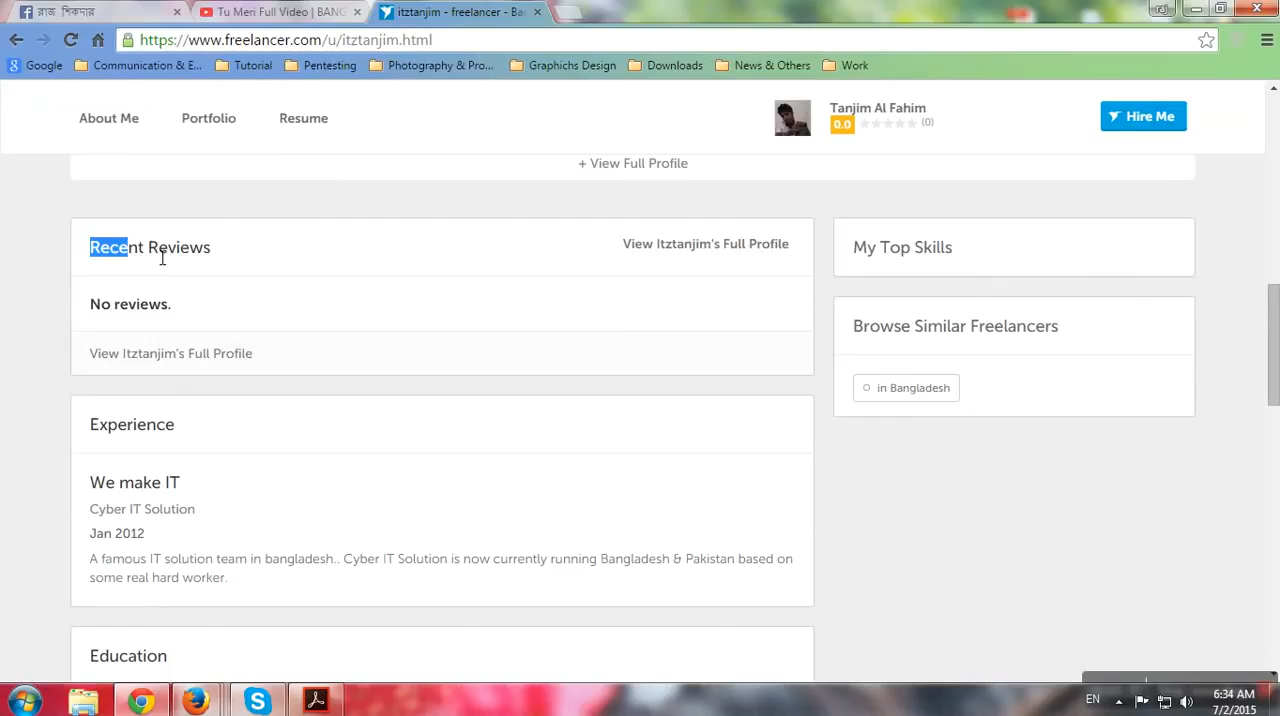 রাজ শিকদার
Tu Meri Full Video | BANG
itztanjim - freelancer - Ba
https://www.freelancer.com/u/itztanjim.html
Google Communication & E... Tutorial Pentesting Photography & Pro... Graphichs Design Downloads News & Others Work
About Me Portfolio Resume
Tanjim Al Fahim
0.0 (0)
Hire Me
+ View Full Profile
Recent Reviews
View Itztanjim's Full Profile
No reviews.
View Itztanjim's Full Profile
My Top Skills
Browse Similar Freelancers
in Bangladesh
Experience
We make IT
Cyber IT Solution
Jan 2012
A famous IT solution team in bangladesh.. Cyber IT Solution is now currently running Bangladesh & Pakistan based on
some real hard worker.
Education
EN
6:34 AM
7/2/2015